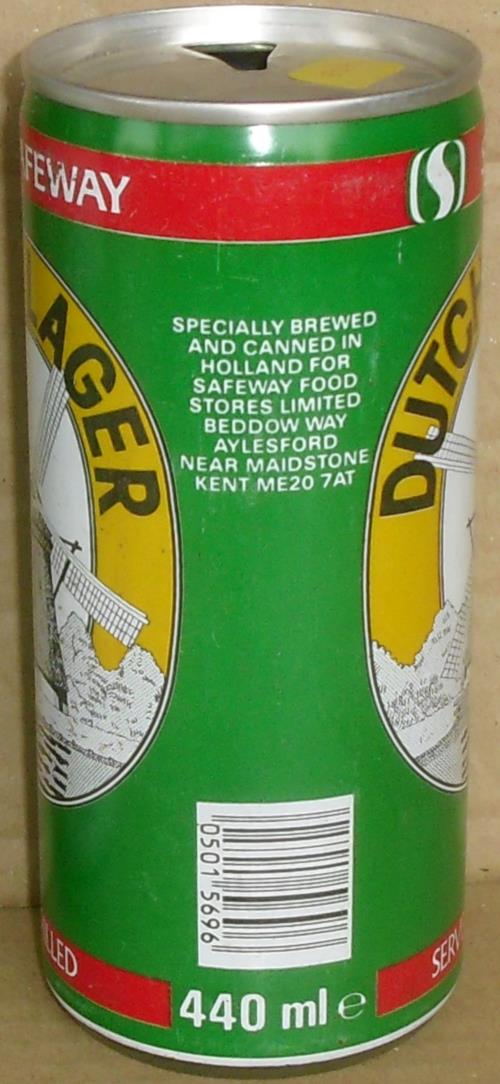 FEWAY
S
AGER
DUTCH
SPECIALLY BREWED
AND CANNED IN
HOLLAND FOR
SAFEWAY FOOD
STORES LIMITED
BEDDOW WAY
AYLESFORD
NEAR MAIDSTONE
KENT ME20 7AT
0501 5696
LLED
440 ml e
SERV